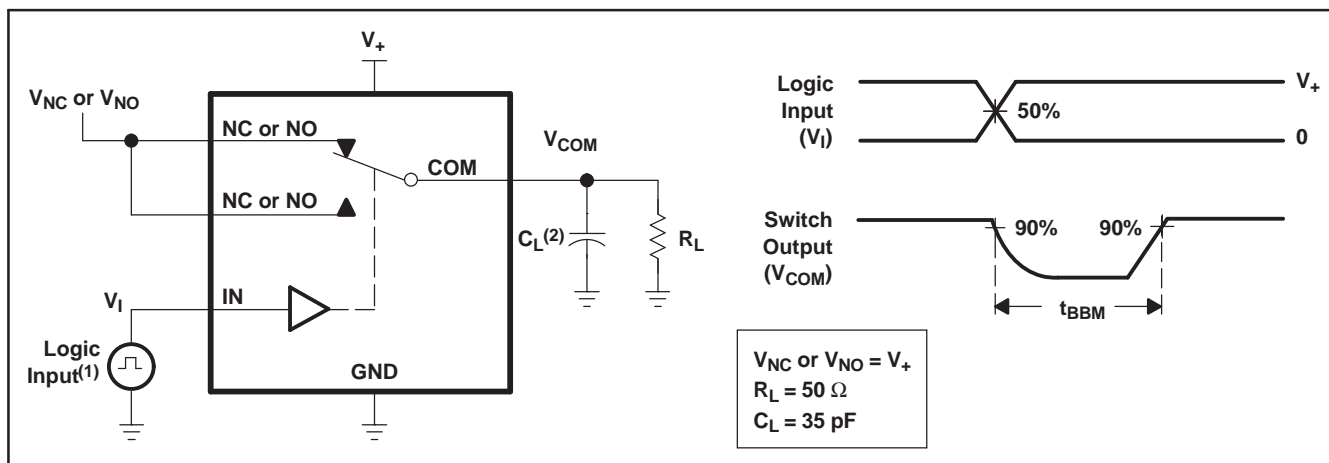 V+
VNC or VNO
NC or NO
VCOM
COM
NC or NO
CL(2)
RL
VI
IN
Logic
Input(1)
GND
Logic
Input
(VI)
V+
50%
0
Switch
Output
(VCOM)
90%
90%
tBBM
VNC or VNO = V+
RL = 50 Ω
CL = 35 pF